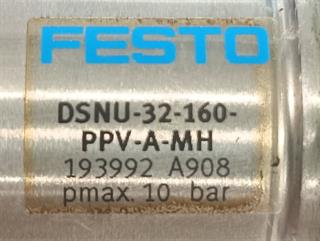 FESTO
DSNU-32-160-
PPV-A-MH
193992 A908
pmax. 10 bar